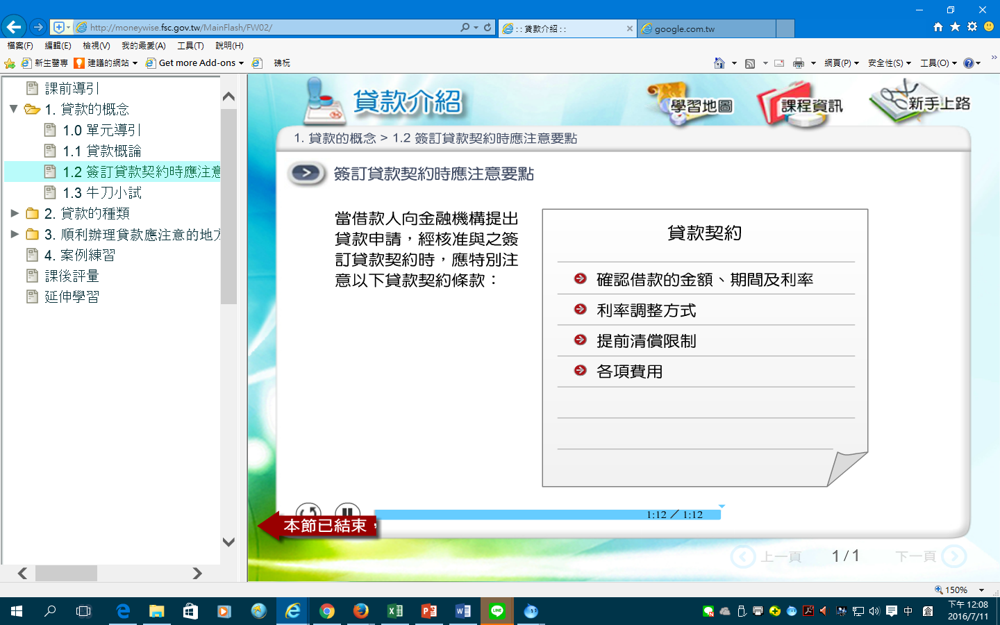 http://moneywise.fsc.gov.tw/MainFlash/FW02/
: : 貸款介紹 : :
google.com.tw
檔案(F) 編輯(E) 檢視(V) 我的最愛(A) 工具(T) 說明(H)
新生醫專 建議的網站 Get more Add-ons 硊杬
網頁(P) 安全性(S) 工具(O)
課前導引
1. 貸款的概念
1.0 單元導引
1.1 貸款概論
1.2 簽訂貸款契約時應注意
1.3 牛刀小試
2. 貸款的種類
3. 順利辦理貸款應注意的地方
4. 案例練習
課後評量
延伸學習
貸款介紹
學習地圖
課程資訊
新手上路
1. 貸款的概念 > 1.2 簽訂貸款契約時應注意要點
簽訂貸款契約時應注意要點
當借款人向金融機構提出
貸款申請，經核准與之簽
訂貸款契約時，應特別注
意以下貸款契約條款：
貸款契約
確認借款的金額、期間及利率
利率調整方式
提前清償限制
各項費用
1:12 / 1:12
本節已結束，
上一頁 1 / 1 下一頁
150%
中 倉
下午 12:08
2016/7/11